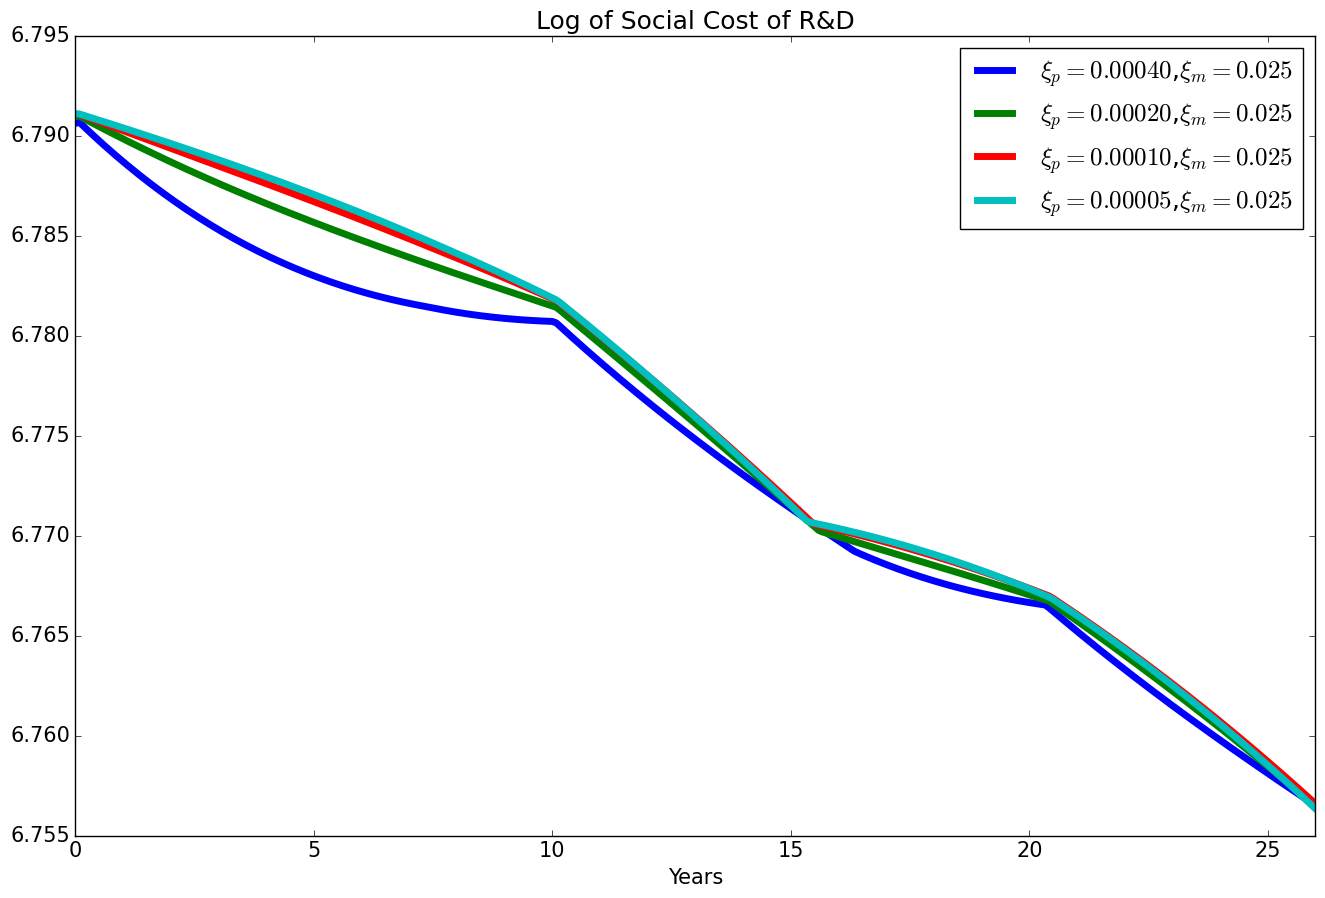 Log of Social Cost of R&D
6.795
6.790
6.785
6.780
6.775
6.770
6.765
6.760
6.755
ξp = 0.00040,ξm = 0.025
ξp = 0.00020,ξm = 0.025
ξp = 0.00010,ξm = 0.025
ξp = 0.00005,ξm = 0.025
0 5 10 15 20 25
Years